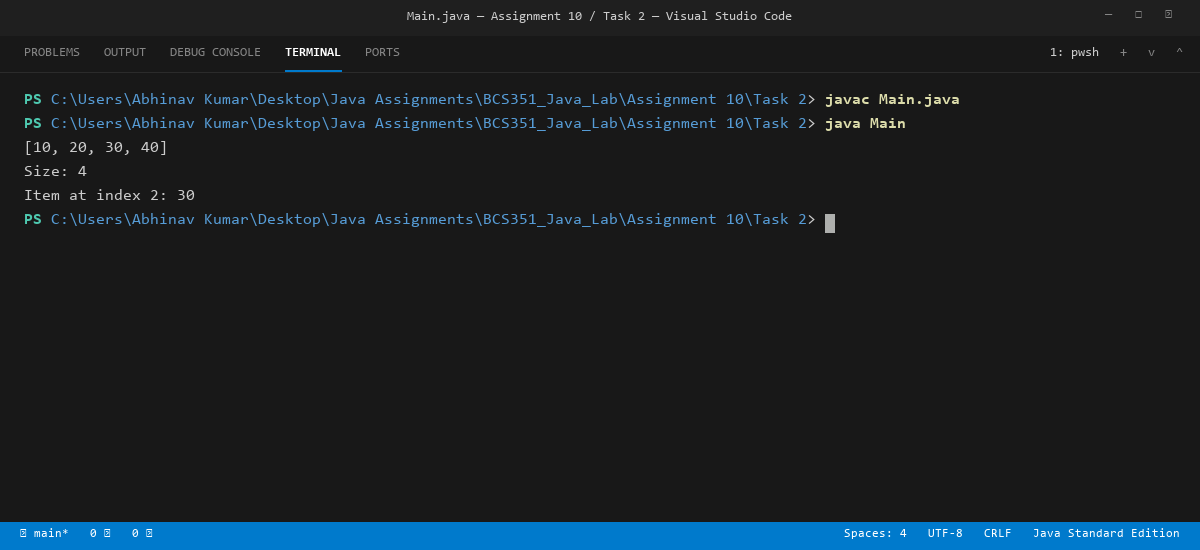 Main.java — Assignment 10 / Task 2 — Visual Studio Code
PROBLEMS OUTPUT DEBUG CONSOLE TERMINAL PORTS 1: pwsh + v ^
PS C:\Users\Abhinav Kumar\Desktop\Java Assignments\BCS351_Java_Lab\Assignment 10\Task 2> javac Main.java
PS C:\Users\Abhinav Kumar\Desktop\Java Assignments\BCS351_Java_Lab\Assignment 10\Task 2> java Main
[10, 20, 30, 40]
Size: 4
Item at index 2: 30
PS C:\Users\Abhinav Kumar\Desktop\Java Assignments\BCS351_Java_Lab\Assignment 10\Task 2>
main* 0 0 Spaces: 4 UTF-8 CRLF Java Standard Edition